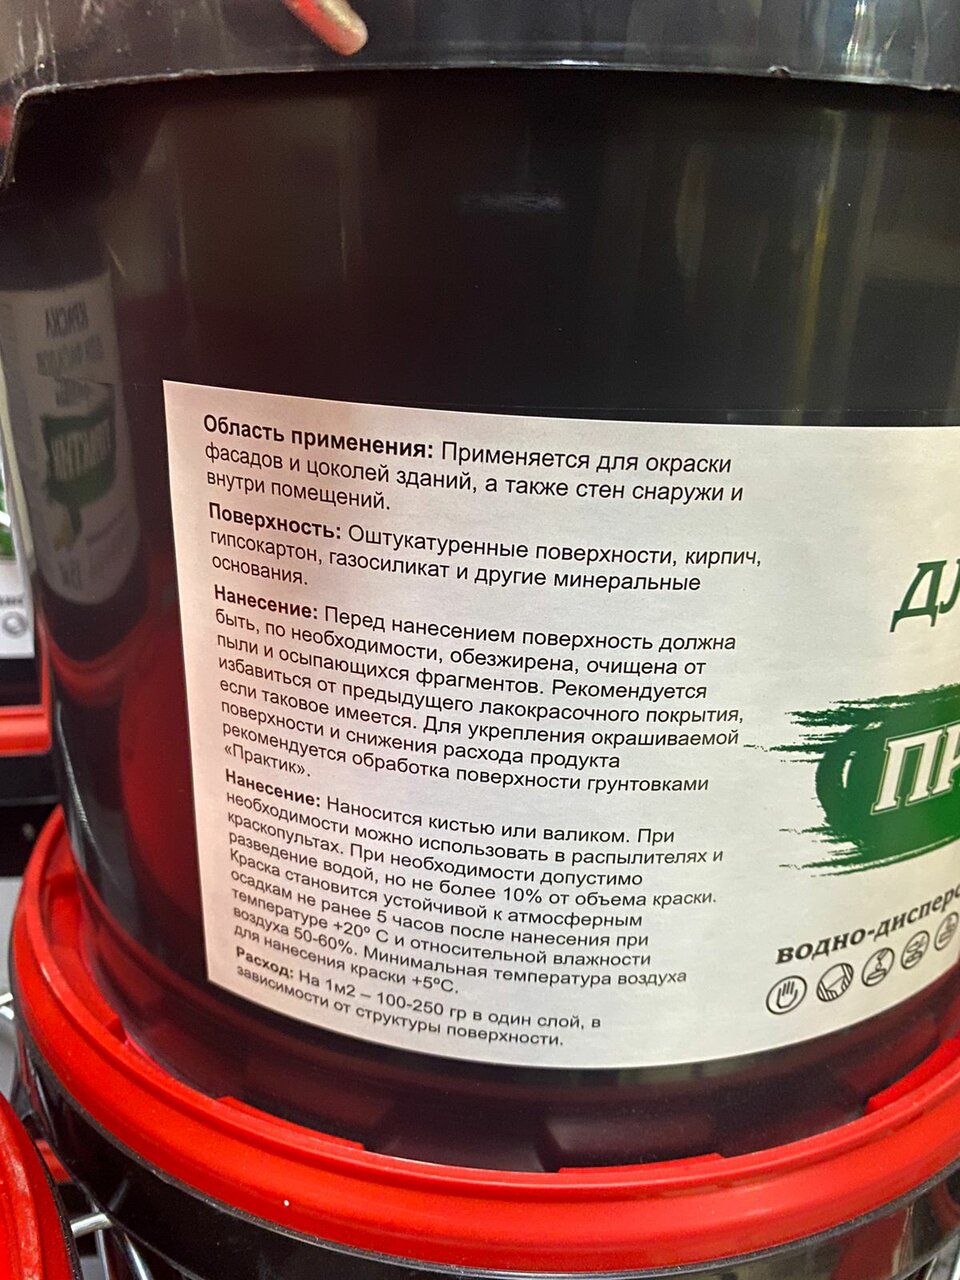 Область применения: Применяется для окраски
фасадов и цоколей зданий, а также стен снаружи и
внутри помещений.
Поверхность: Оштукатуренные поверхности, кирпич,
гипсокартон, газосиликат и другие минеральные
основания.
Нанесение: Перед нанесением поверхность должна
быть, по необходимости, обезжирена, очищена от
пыли и осыпающихся фрагментов. Рекомендуется
избавиться от предыдущего лакокрасочного покрытия,
если таковое имеется. Для укрепления окрашиваемой
поверхности и снижения расхода продукта
рекомендуется обработка поверхности грунтовками
«Практик».
Нанесение: Наносится кистью или валиком. При
необходимости можно использовать в распылителях и
краскопультах. При необходимости допустимо
разведение водой, но не более 10% от объема краски.
Краска становится устойчивой к атмосферным
осадкам не ранее 5 часов после нанесения при
температуре +20º С и относительной влажности
воздуха 50-60%. Минимальная температура воздуха
для нанесения краски +5ºС.
Расход: На 1м2 – 100-250 гр в один слой, в
зависимости от структуры поверхности.
ДЛ
ПР
водно-дисперс